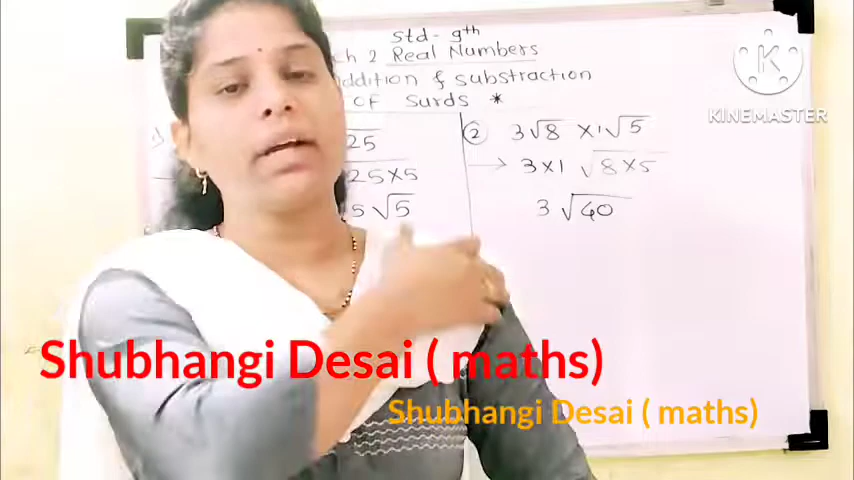 std- 9th
ch 2 Real Numbers
ddition & substraction
OF Surds *
25
25×5
5 √5
② 3√8 ×1√5
→ 3×1 √8×5
3 √40
K
KINEMASTER
Shubhangi Desai ( maths)
Shubhangi Desai ( maths)